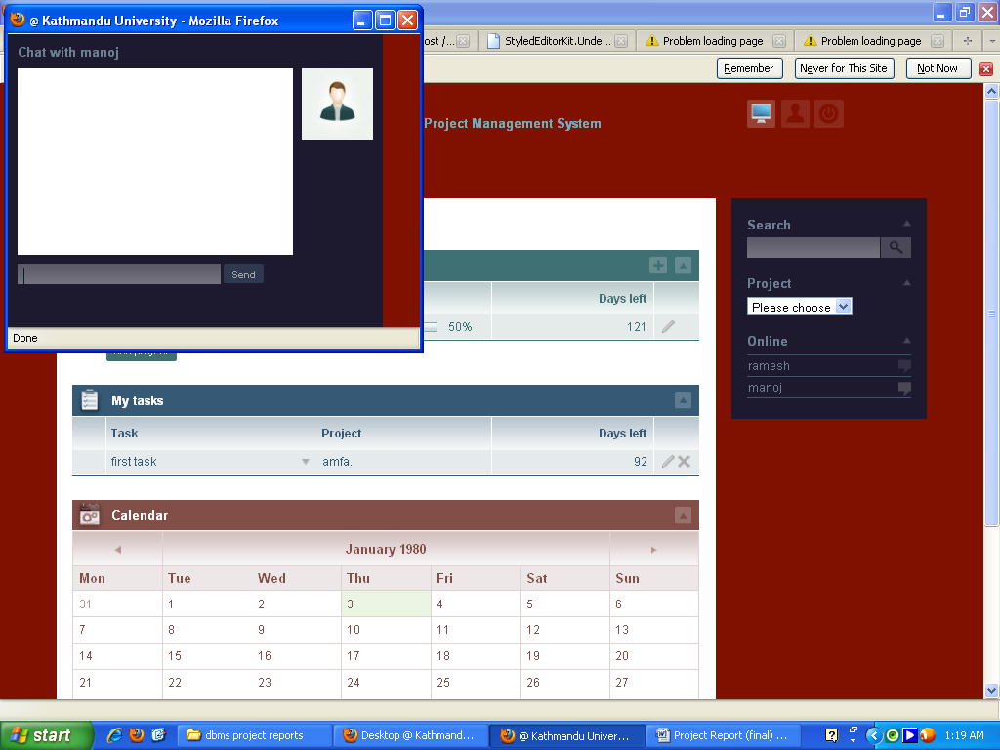 @ Kathmandu University - Mozilla Firefox
Chat with manoj
Send
Done
ost /...
StyledEditorKit.Unde...
Problem loading page
Problem loading page
Remember
Never for This Site
Not Now
Project Management System
Days left
50%
121
Add project
My tasks
Task Project Days left
first task amfa. 92
Calendar
January 1980
Mon Tue Wed Thu Fri Sat Sun
31 1 2 3 4 5 6
7 8 9 10 11 12 13
14 15 16 17 18 19 20
21 22 23 24 25 26 27
Search
Project
Please choose
Online
ramesh
manoj
start
dbms project reports
Desktop @ Kathmand...
@ Kathmandu Univer...
Project Report (final) ...
1:19 AM